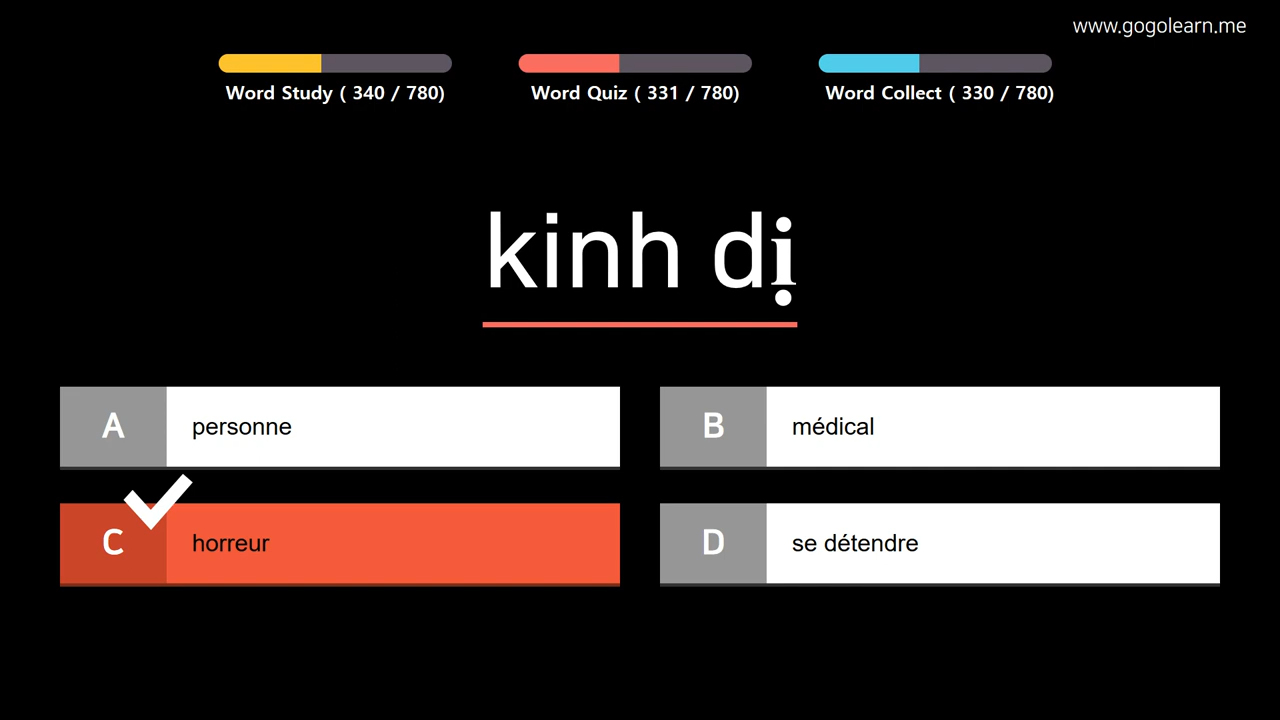 www.gogolearn.me
Word Study ( 340 / 780)
Word Quiz ( 331 / 780)
Word Collect ( 330 / 780)
kinh dị
A personne
B médical
C horreur
D se détendre